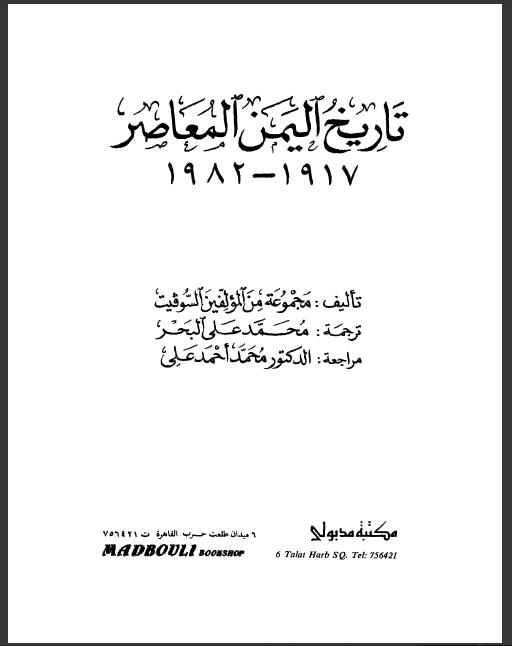 تاريخ اليمن المعاصر
١٩١٧ – ١٩٨٢
تأليف : مجموعة من المؤلفين السوڤيت
ترجمة : محمد علي البحر
مراجعة : الدكتور محمد أحمد علي
مكتبة مدبولي
٦ ميدان طلعت حرب القاهرة ت ٧٥٦٤٢١
MADBOULI BOOKSHOP
6 Talat Harb SQ. Tel: 756421